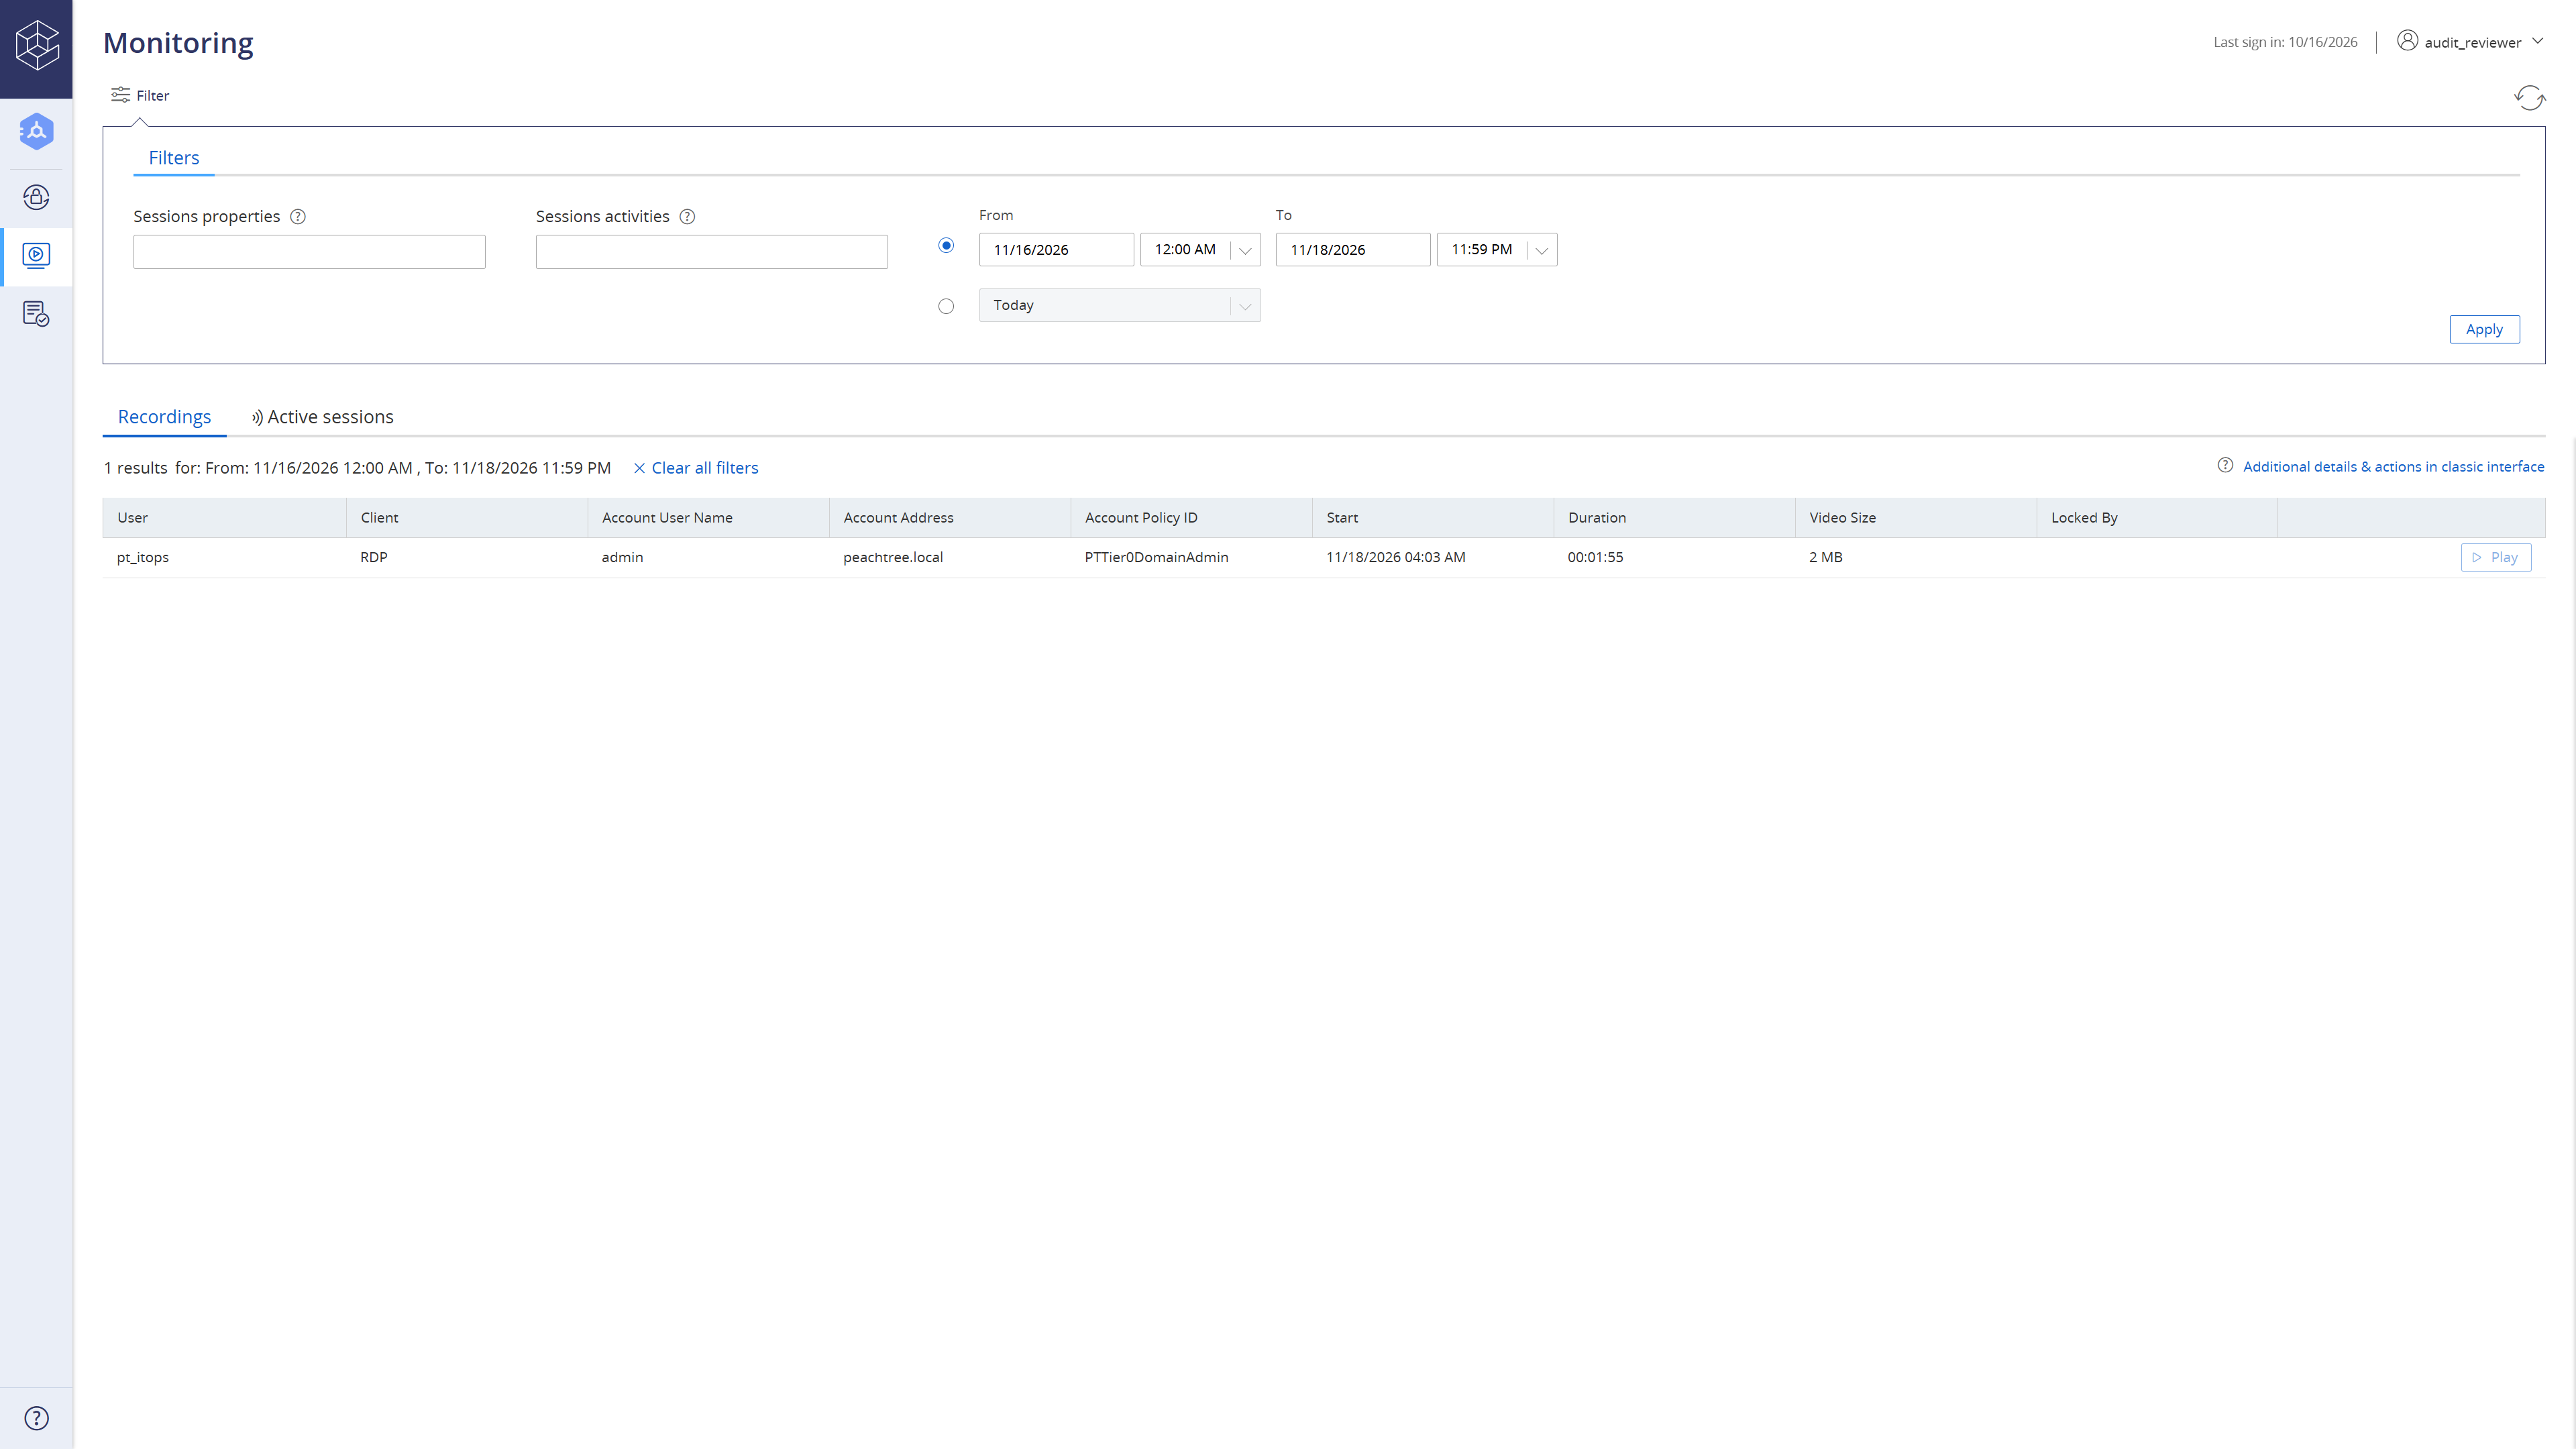 Monitoring
Last sign in: 10/16/2026
audit_reviewer
Filter
Filters
Sessions properties ?
Sessions activities ?
From
To
11/16/2026
12:00 AM
11/18/2026
11:59 PM
Today
Apply
Recordings
Active sessions
1 results for: From: 11/16/2026 12:00 AM , To: 11/18/2026 11:59 PM
Clear all filters
? Additional details & actions in classic interface
User Client Account User Name Account Address Account Policy ID Start Duration Video Size Locked By
pt_itops RDP admin peachtree.local PTTier0DomainAdmin 11/18/2026 04:03 AM 00:01:55 2 MB Play
?